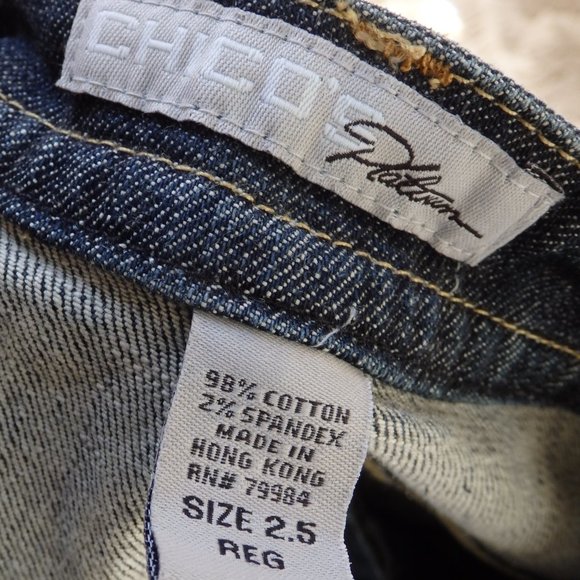 CHICO'S
Platinum
98% COTTON
2% SPANDEX
MADE IN
HONG KONG
RN# 79984
SIZE 2.5
REG